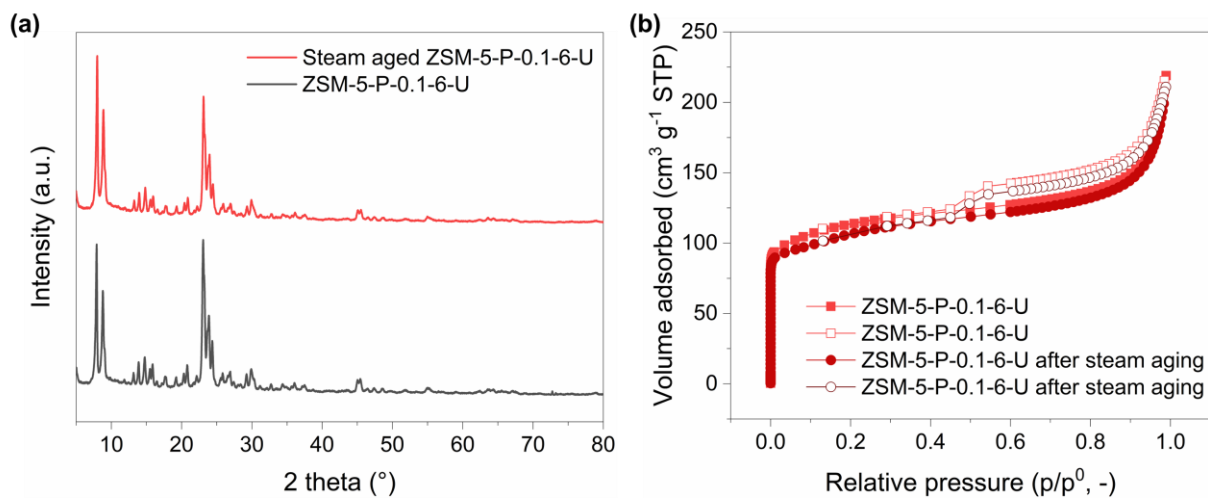 (a)
Steam aged ZSM-5-P-0.1-6-U
ZSM-5-P-0.1-6-U
Intensity (a.u.)
10 20 30 40 50 60 70 80
2 theta (°)
(b)
250
200
150
100
50
0
Volume adsorbed (cm³ g⁻¹ STP)
ZSM-5-P-0.1-6-U
ZSM-5-P-0.1-6-U
ZSM-5-P-0.1-6-U after steam aging
ZSM-5-P-0.1-6-U after steam aging
0.0 0.2 0.4 0.6 0.8 1.0
Relative pressure (p/p⁰, -)